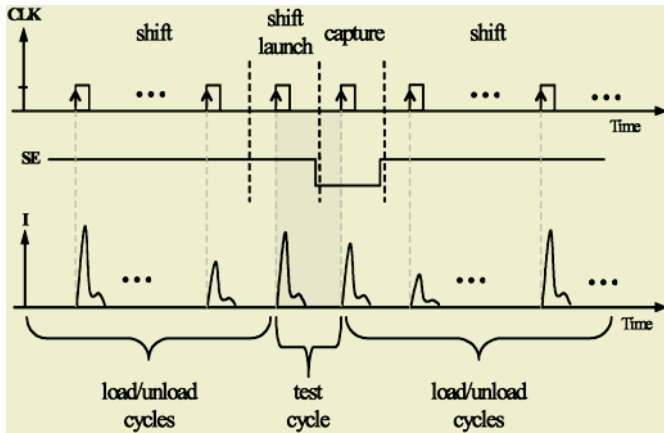 CLK
shift
shift
launch
capture
shift
•••
•••
•••
Time
SE
I
•••
•••
•••
Time
load/unload
cycles
test
cycle
load/unload
cycles